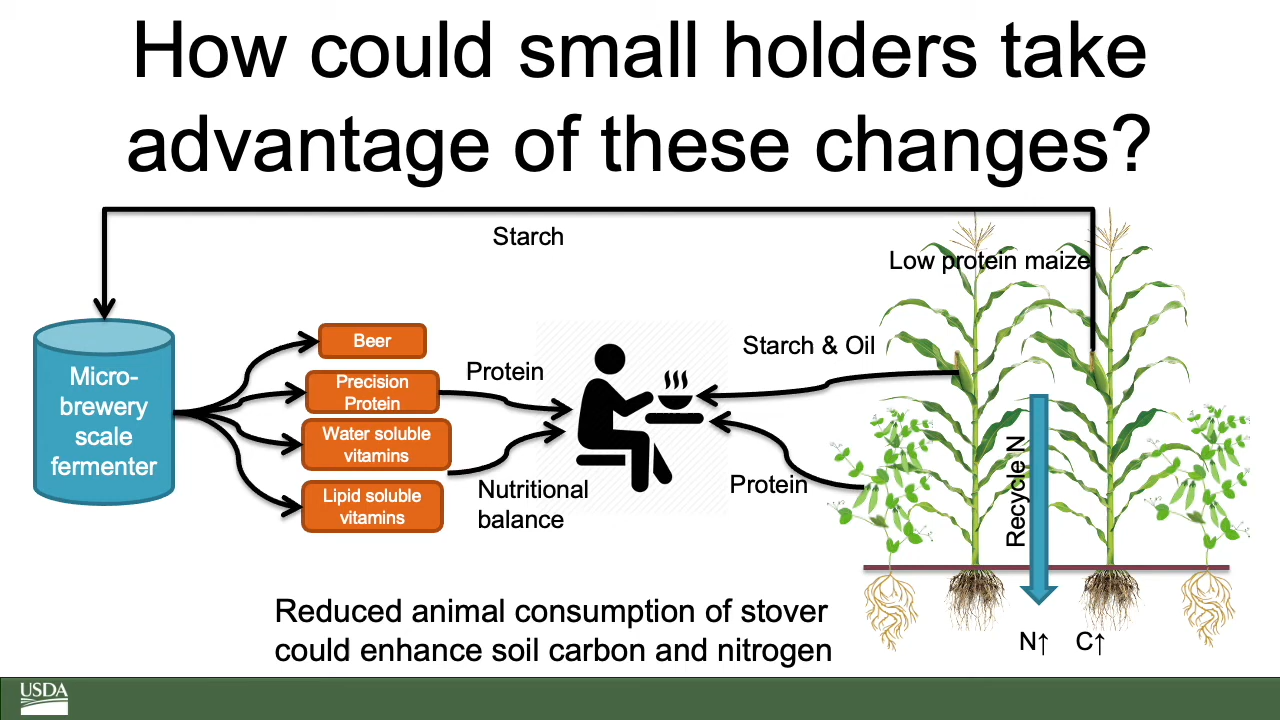 How could small holders take
advantage of these changes?
Starch
Low protein maize
Micro-
brewery
scale
fermenter
Beer
Precision
Protein
Water soluble
vitamins
Lipid soluble
vitamins
Protein
Nutritional
balance
Starch & Oil
Protein
Recycle N
N↑ C↑
Reduced animal consumption of stover
could enhance soil carbon and nitrogen
USDA